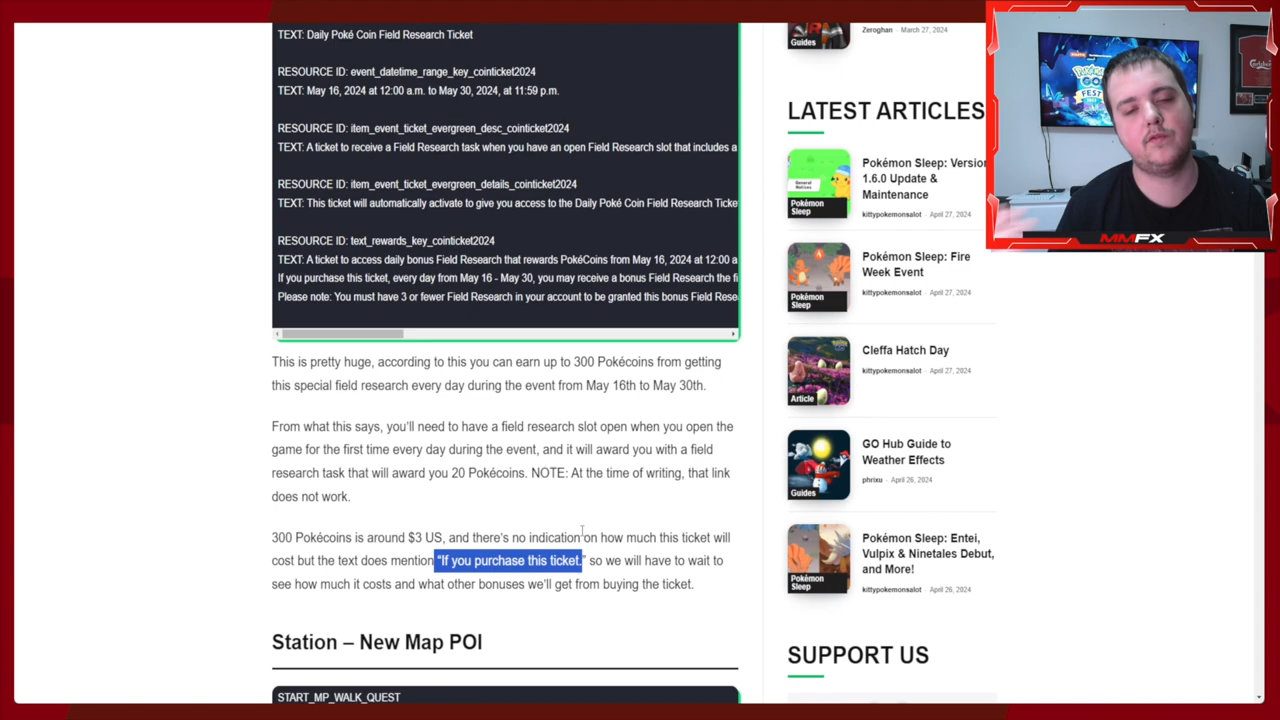 TEXT: Daily Poké Coin Field Research Ticket
RESOURCE ID: event_datetime_range_key_cointicket2024
TEXT: May 16, 2024 at 12:00 a.m. to May 30, 2024, at 11:59 p.m.
RESOURCE ID: item_event_ticket_evergreen_desc_cointicket2024
TEXT: A ticket to receive a Field Research task when you have an open Field Research slot that includes a
RESOURCE ID: item_event_ticket_evergreen_details_cointicket2024
TEXT: This ticket will automatically activate to give you access to the Daily Poké Coin Field Research Ticke
2024
TEXT: A ticket to access daily bonus Field Research that rewards PokéCoins from May 16, 2024 at 12:00 a
If you purchase this ticket, every day from May 16 - May 30, you may receive a bonus Field Research the fi
Please note: You must have 3 or fewer Field Research in your account to be granted this bonus Field Rese
This is pretty huge, according to this you can earn up to 300 Pokécoins from getting
this special field research every day during the event from May 16th to May 30th.
From what this says, you'll need to have a field research slot open when you open the
game for the first time every day during the event, and it will award you with a field
research task that will award you 20 Pokécoins. NOTE: At the time of writing, that link
does not work.
300 Pokécoins is around $3 US, and there's no indication on how much this ticket will
cost but the text does mention “If you purchase this ticket.” so we will have to wait to
see how much it costs and what other bonuses we'll get from buying the ticket.
Station – New Map POI
START_MP_WALK_QUEST
Guides
Zeroghan - March 27, 2024
LATEST ARTICLES
Pokémon Sleep
Pokémon Sleep: Version
1.6.0 Update &
Maintenance
kittypokemonsalot - April 27, 2024
Pokémon Sleep
Pokémon Sleep: Fire
Week Event
kittypokemonsalot - April 27, 2024
Article
Cleffa Hatch Day
kittypokemonsalot - April 27, 2024
Guides
GO Hub Guide to
Weather Effects
phrixu - April 26, 2024
Pokémon Sleep
Pokémon Sleep: Entei,
Vulpix & Ninetales Debut,
and More!
kittypokemonsalot - April 26, 2024
SUPPORT US
Pokémon
GO FEST
Carlsberg
MMFX